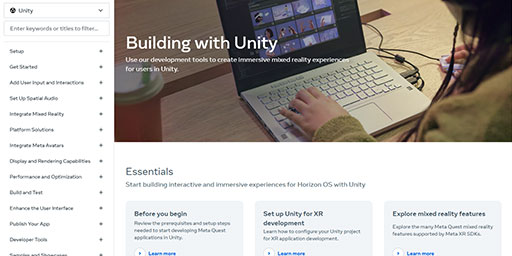 Unity
Enter keywords or titles to filter...
Setup
Get Started
Add User Input and Interactions
Set Up Spatial Audio
Integrate Mixed Reality
Platform Solutions
Integrate Meta Avatars
Display and Rendering Capabilities
Performance and Optimization
Build and Test
Enhance the User Interface
Publish Your App
Developer Tools
Samples and Showcases
Building with Unity
Use our development tools to create immersive mixed reality experiences
for users in Unity.
Essentials
Start building interactive and immersive experiences for Horizon OS with Unity
Before you begin
Review the prerequisites and setup steps
needed to start developing Meta Quest
applications in Unity.
Learn more
Set up Unity for XR
development
Learn how to configure your Unity project
for XR application development.
Learn more
Explore mixed reality features
Explore the many Meta Quest mixed reality
features supported by Meta XR SDKs.
Learn more